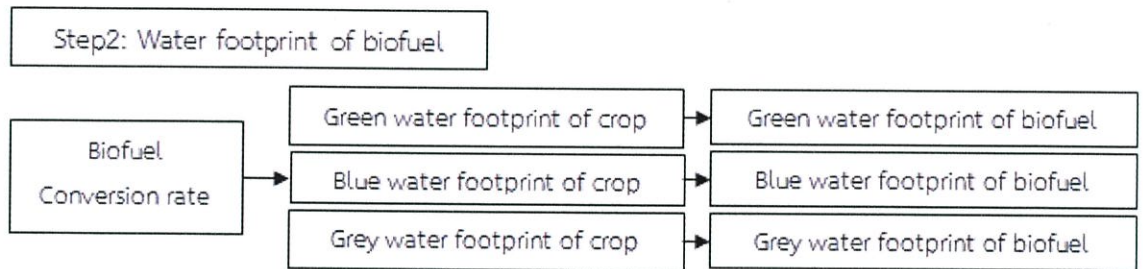 Step2: Water footprint of biofuel
Green water footprint of crop
Green water footprint of biofuel
Biofuel
Conversion rate
Blue water footprint of crop
Blue water footprint of biofuel
Grey water footprint of crop
Grey water footprint of biofuel